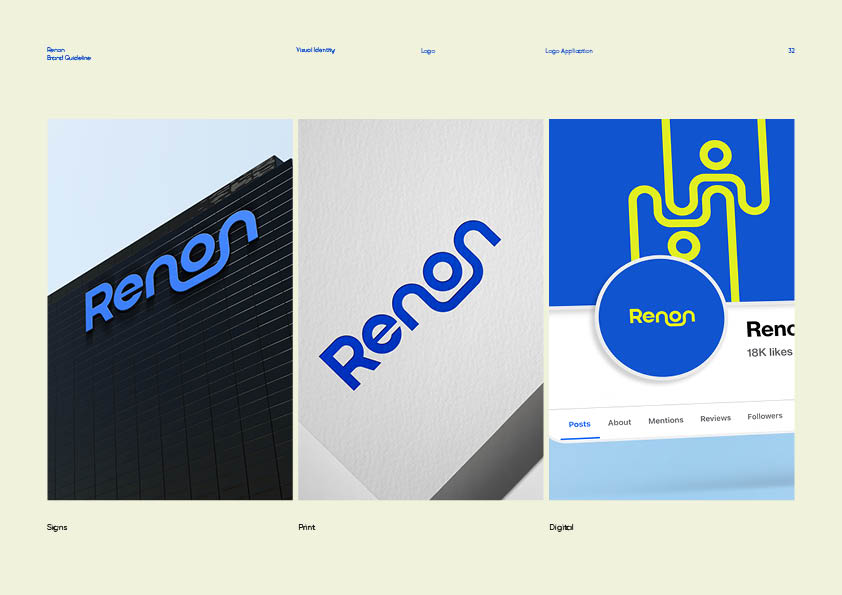 Renon
Brand Guideline
Visual Identity
Logo
Logo Application
32
Renon
Renon
Renon
Reno
18K likes
Posts
About
Mentions
Reviews
Followers
Signs
Print
Digital